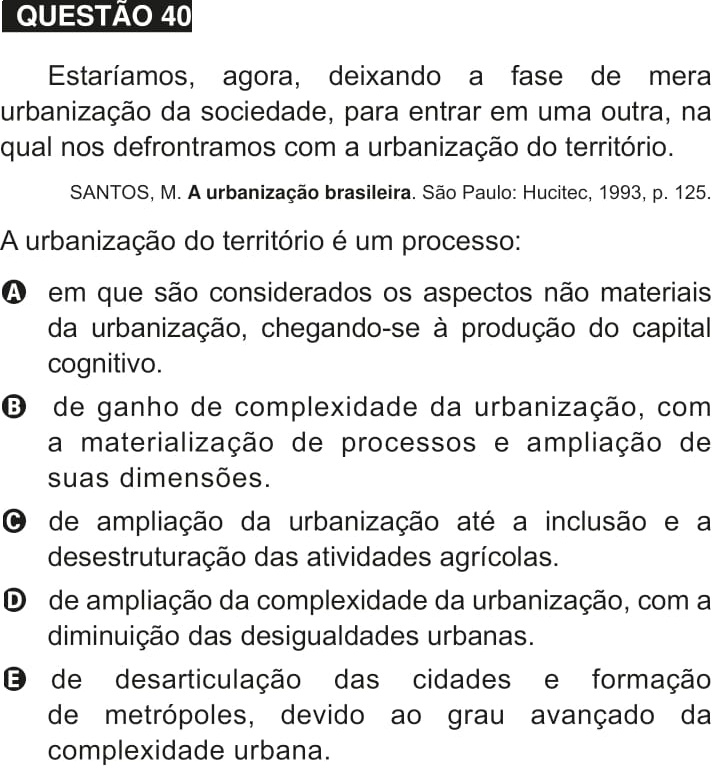 QUESTÃO 40
Estaríamos, agora, deixando a fase de mera
urbanização da sociedade, para entrar em uma outra, na
qual nos defrontramos com a urbanização do território.
SANTOS, M. A urbanização brasileira. São Paulo: Hucitec, 1993, p. 125.
A urbanização do território é um processo:
A em que são considerados os aspectos não materiais
da urbanização, chegando-se à produção do capital
cognitivo.
B de ganho de complexidade da urbanização, com
a materialização de processos e ampliação de
suas dimensões.
C de ampliação da urbanização até a inclusão e a
desestruturação das atividades agrícolas.
D de ampliação da complexidade da urbanização, com a
diminuição das desigualdades urbanas.
E de desarticulação das cidades e formação
de metrópoles, devido ao grau avançado da
complexidade urbana.